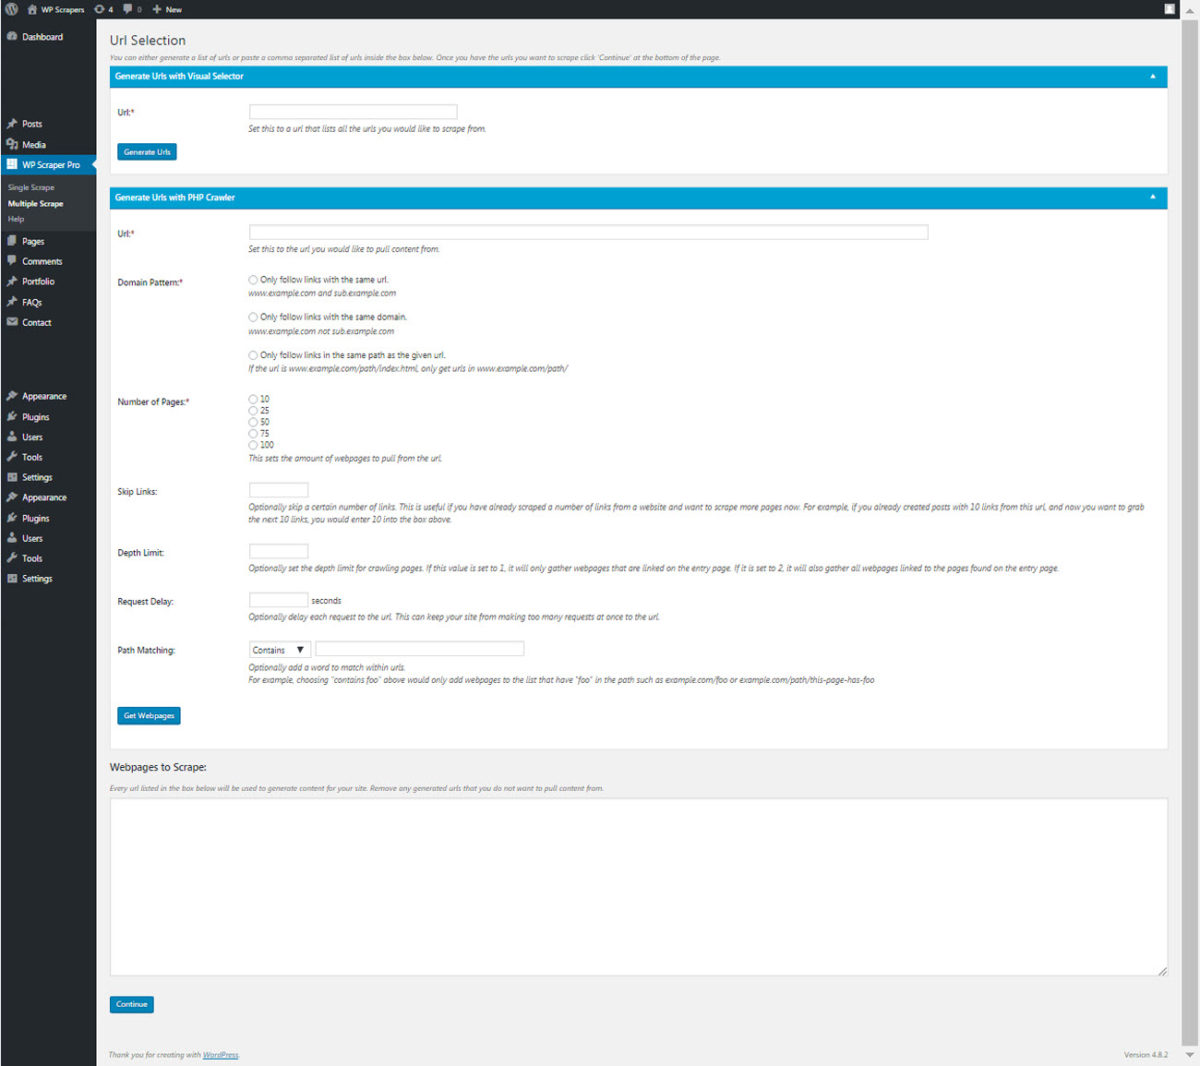 WP Scrapers 4 0 New
Dashboard
Posts
Media
WP Scraper Pro
Single Scrape
Multiple Scrape
Help
Pages
Comments
Portfolio
FAQs
Contact
Appearance
Plugins
Users
Tools
Settings
Appearance
Plugins
Users
Tools
Settings
Url Selection
You can either generate a list of urls or paste a comma separated list of urls inside the box below. Once you have the urls you want to scrape click 'Continue' at the bottom of the page.
Generate Urls with Visual Selector
Url:*
Set this to a url that lists all the urls you would like to scrape from.
Generate Urls
Generate Urls with PHP Crawler
Url:*
Set this to the url you would like to pull content from.
Domain Pattern:*
Only follow links with the same url.
www.example.com and sub.example.com
Only follow links with the same domain.
www.example.com not sub.example.com
Only follow links in the same path as the given url.
If the url is www.example.com/path/index.html, only get urls in www.example.com/path/
Number of Pages:*
10
25
50
75
100
This sets the amount of webpages to pull from the url.
Skip Links:
Optionally skip a certain number of links. This is useful if you have already scraped a number of links from a website and want to scrape more pages now. For example, if you already created posts with 10 links from this url, and now you want to grab
the next 10 links, you would enter 10 into the box above.
Depth Limit:
Optionally set the depth limit for crawling pages. If this value is set to 1, it will only gather webpages that are linked on the entry page. If it is set to 2, it will also gather all webpages linked to the pages found on the entry page.
Request Delay:
seconds
Optionally delay each request to the url. This can keep your site from making too many requests at once to the url.
Path Matching:
Contains
Optionally add a word to match within urls.
For example, choosing "contains foo" above would only add webpages to the list that have "foo" in the path such as example.com/foo or example.com/path/this-page-has-foo
Get Webpages
Webpages to Scrape:
Every url listed in the box below will be used to generate content for your site. Remove any generated urls that you do not want to pull content from.
Continue
Thank you for creating with WordPress.
Version 4.8.2